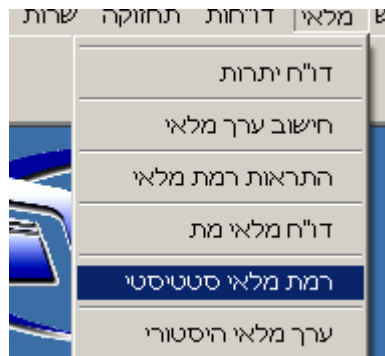 מלאי דו״חות תחזוקה שרות
דו״ח יתרות
חישוב ערך מלאי
התראות רמת מלאי
דו״ח מלאי מת
רמת מלאי סטטיסטי
ערך מלאי היסטורי